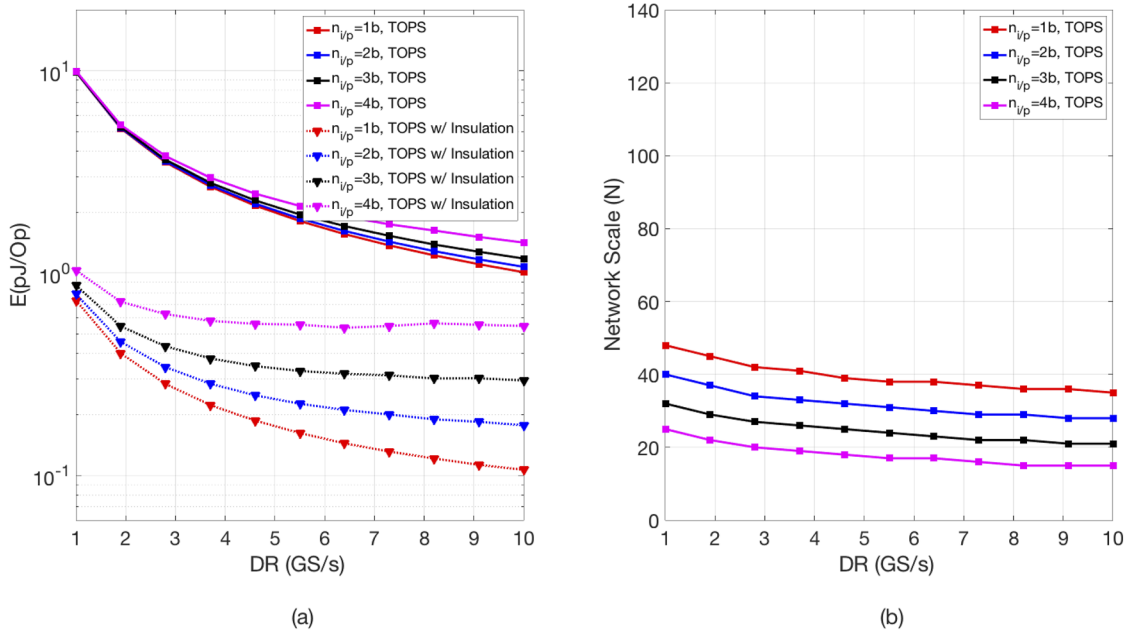 n_i/p=1b, TOPS
n_i/p=2b, TOPS
n_i/p=3b, TOPS
n_i/p=4b, TOPS
n_i/p=1b, TOPS w/ Insulation
n_i/p=2b, TOPS w/ Insulation
n_i/p=3b, TOPS w/ Insulation
n_i/p=4b, TOPS w/ Insulation
E(pJ/Op)
10^1
10^0
10^-1
1 2 3 4 5 6 7 8 9 10
DR (GS/s)
(a)
n_i/p=1b, TOPS
n_i/p=2b, TOPS
n_i/p=3b, TOPS
n_i/p=4b, TOPS
Network Scale (N)
140
120
100
80
60
40
20
0
1 2 3 4 5 6 7 8 9 10
DR (GS/s)
(b)